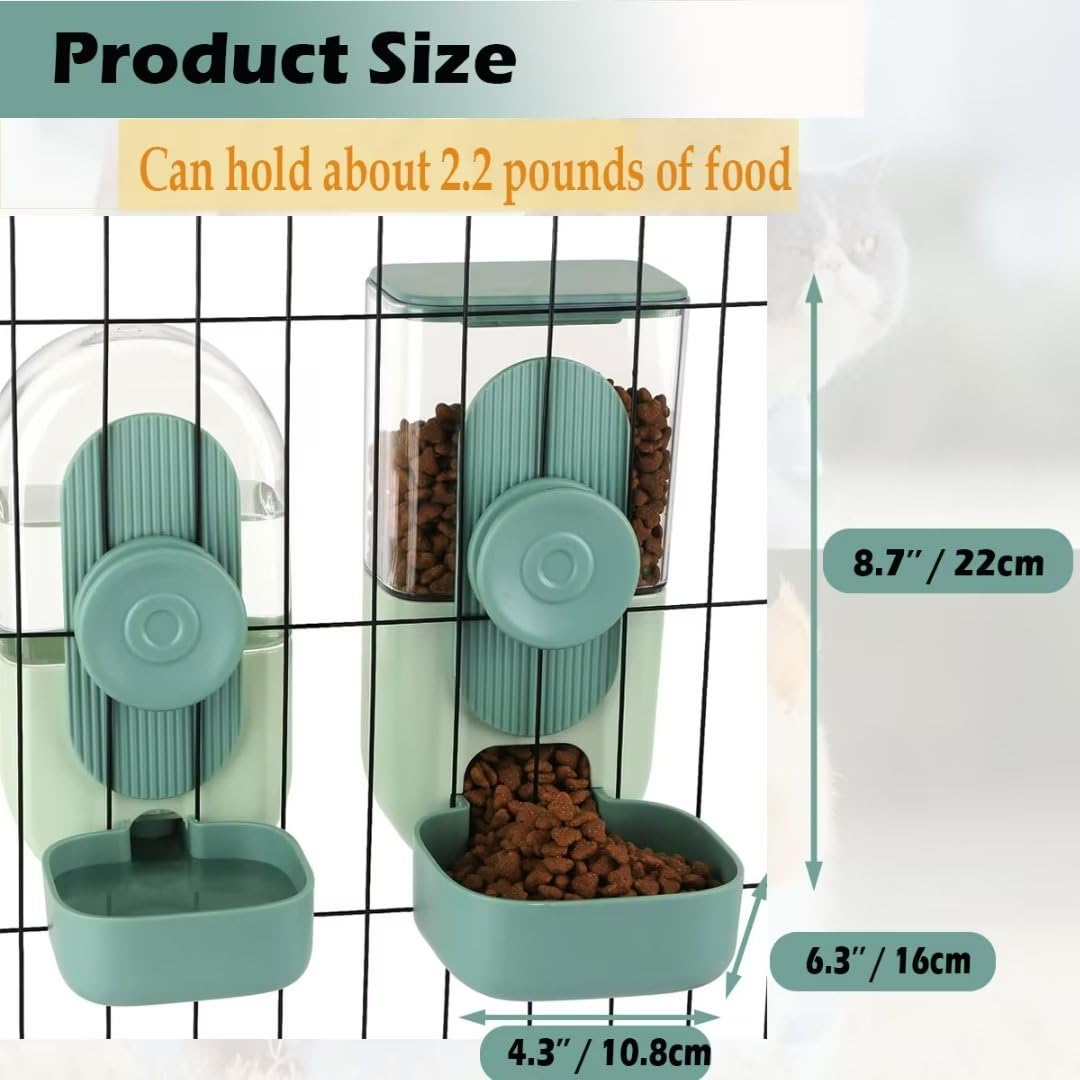 Product Size
Can hold about 2.2 pounds of food
8.7″ / 22cm
6.3″ / 16cm
4.3″ / 10.8cm